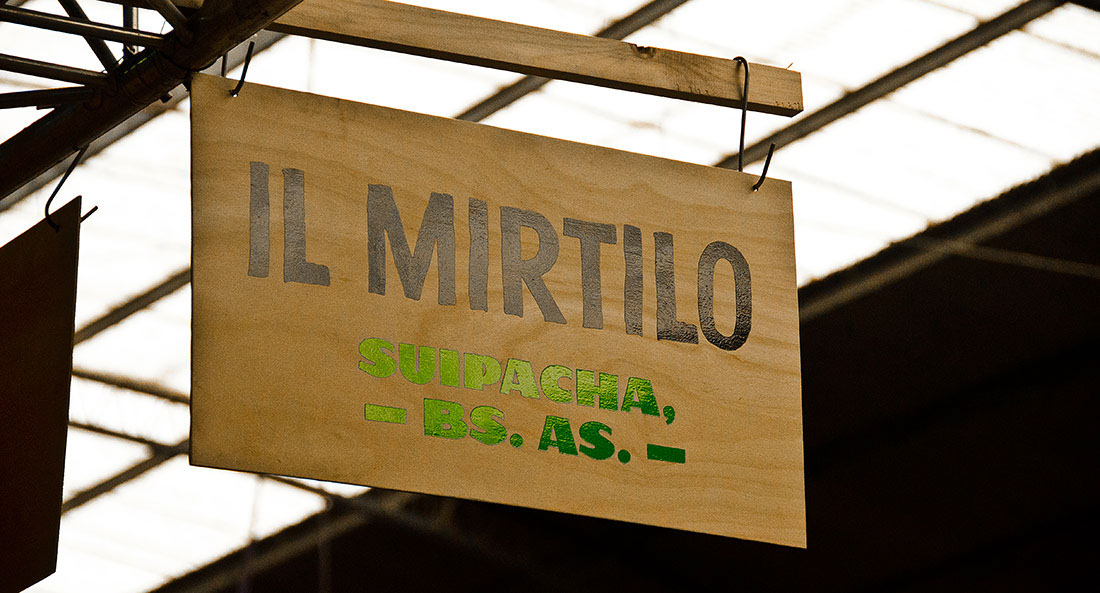 IL MIRTILO
SUIPACHA,
- BS. AS. -